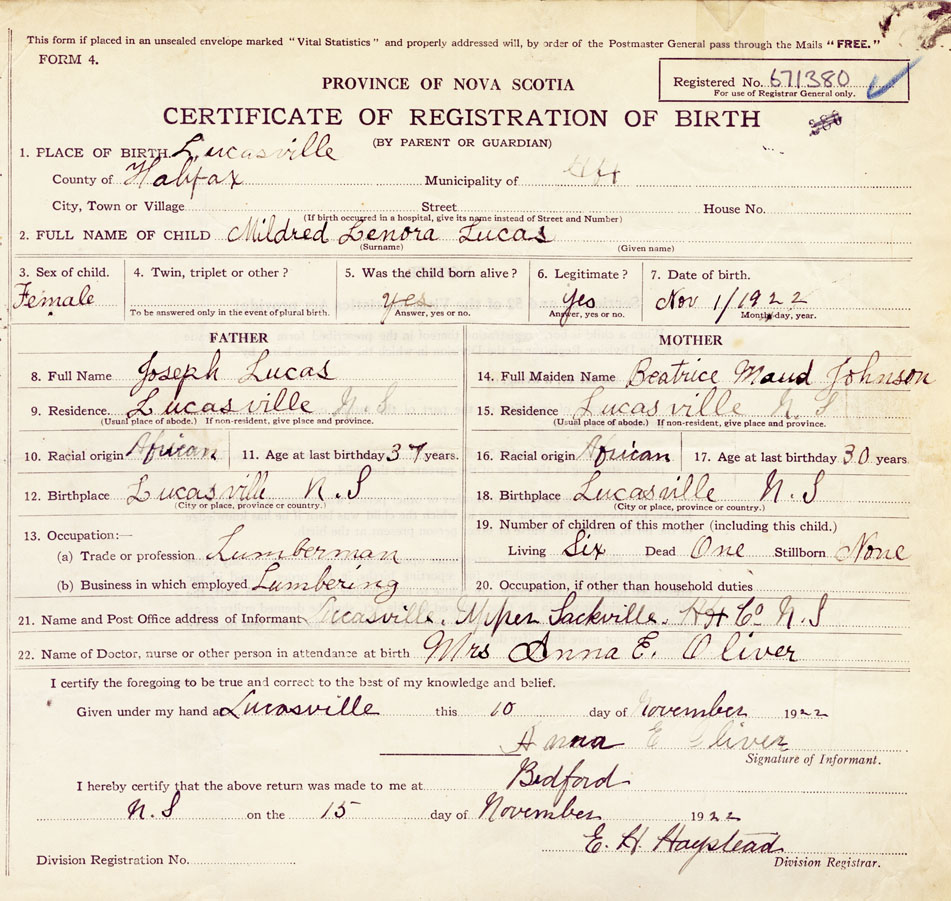 This form if placed in an unsealed envelope marked "Vital Statistics" and properly addressed will, by order of the Postmaster General pass through the Mails "FREE."
FORM 4.
PROVINCE OF NOVA SCOTIA
Registered No. 671380
For use of Registrar General only.
CERTIFICATE OF REGISTRATION OF BIRTH
(BY PARENT OR GUARDIAN)
1. PLACE OF BIRTH Lucasville
County of Halifax Municipality of
City, Town or Village Street House No.
(If birth occurred in a hospital, give its name instead of Street and Number)
2. FULL NAME OF CHILD Mildred Lenora Lucas
(Surname) (Given name)
3. Sex of child. 4. Twin, triplet or other? 5. Was the child born alive? 6. Legitimate? 7. Date of birth.
Female yes yes Nov 1/1922
To be answered only in the event of plural birth. Answer, yes or no. Answer, yes or no. Month, day, year.
FATHER MOTHER
8. Full Name Joseph Lucas 14. Full Maiden Name Beatrice Maud Johnson
9. Residence. Lucasville N.S 15. Residence Lucasville N.S
(Usual place of abode.) If non-resident, give place and province. (Usual place of abode.) If non-resident, give place and province.
10. Racial origin African 11. Age at last birthday 37 years. 16. Racial origin African 17. Age at last birthday 30 years
12. Birthplace Lucasville N.S 18. Birthplace Lucasville N.S
(City or place, province or country.) (City or place, province or country.)
13. Occupation:— 19. Number of children of this mother (including this child.)
(a) Trade or profession Lumberman Living Six Dead One Stillborn None
(b) Business in which employed Lumbering 20. Occupation, if other than household duties
21. Name and Post Office address of Informant Lucasville. Upper Sackville. Hfx Co N.S
22. Name of Doctor, nurse or other person in attendance at birth Mrs Anna E. Oliver
I certify the foregoing to be true and correct to the best of my knowledge and belief.
Given under my hand at Lucasville this 10 day of November 1922
Anna E Oliver
Signature of Informant.
I hereby certify that the above return was made to me at Bedford
N.S on the 15 day of November 1922
E. H. Haystead
Division Registration No. Division Registrar.